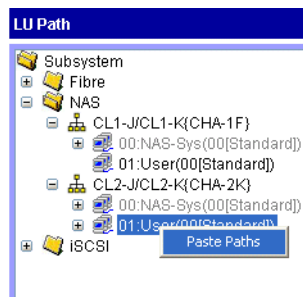 LU Path
Subsystem
Fibre
NAS
CL1-J/CL1-K{CHA-1F}
00:NAS-Sys(00[Standard])
01:User(00[Standard])
CL2-J/CL2-K{CHA-2K}
00:NAS-Sys(00[Standard])
01:User(00[Standard])
Paste Paths
iSCSI